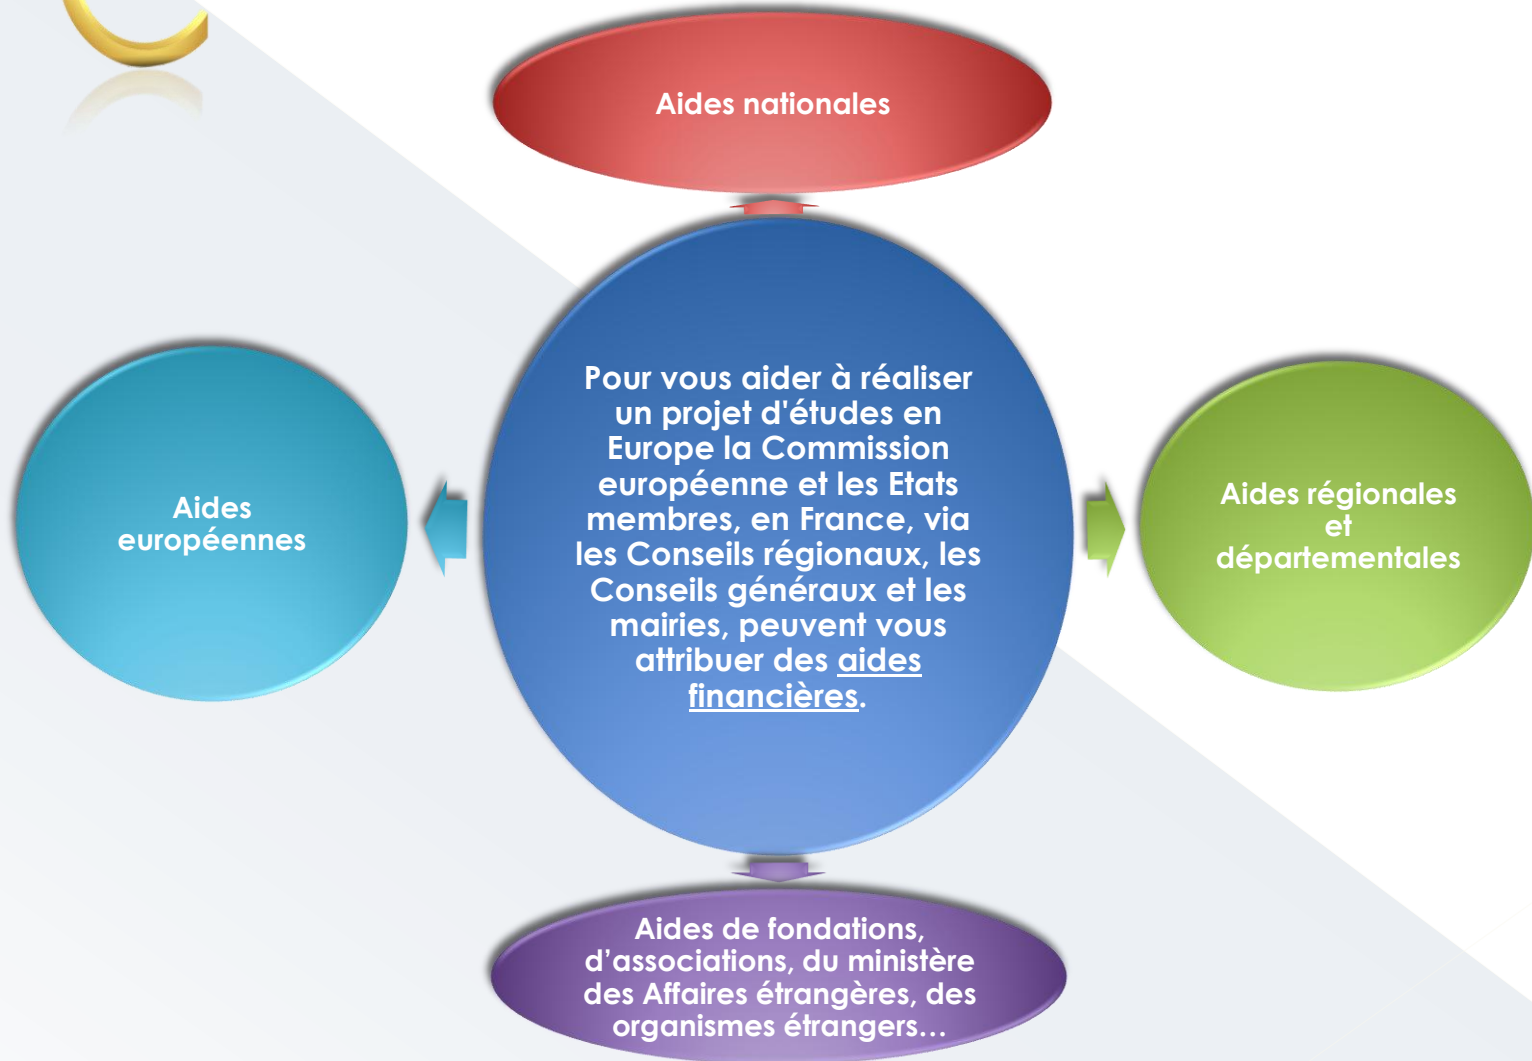 Aides nationales
Pour vous aider à réaliser
un projet d'études en
Europe la Commission
européenne et les Etats
membres, en France, via
les Conseils régionaux, les
Conseils généraux et les
mairies, peuvent vous
attribuer des aides
financières.
Aides
européennes
Aides régionales
et
départementales
Aides de fondations,
d’associations, du ministère
des Affaires étrangères, des
organismes étrangers…